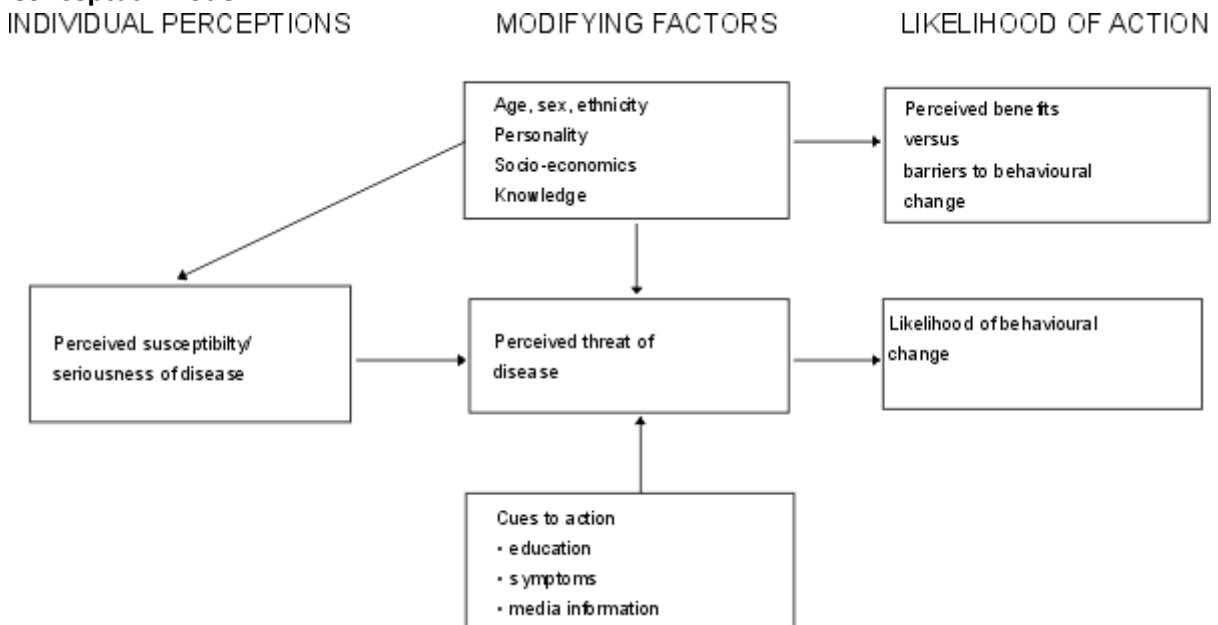 INDIVIDUAL PERCEPTIONS
MODIFYING FACTORS
LIKELIHOOD OF ACTION
Age, sex, ethnicity
Personality
Socio-economics
Knowledge
Perceived benefits
versus
barriers to behavioural
change
Perceived susceptibilty/
seriousness of disease
Perceived threat of
disease
Likelihood of behavioural
change
Cues to action
• education
• symptoms
• media information